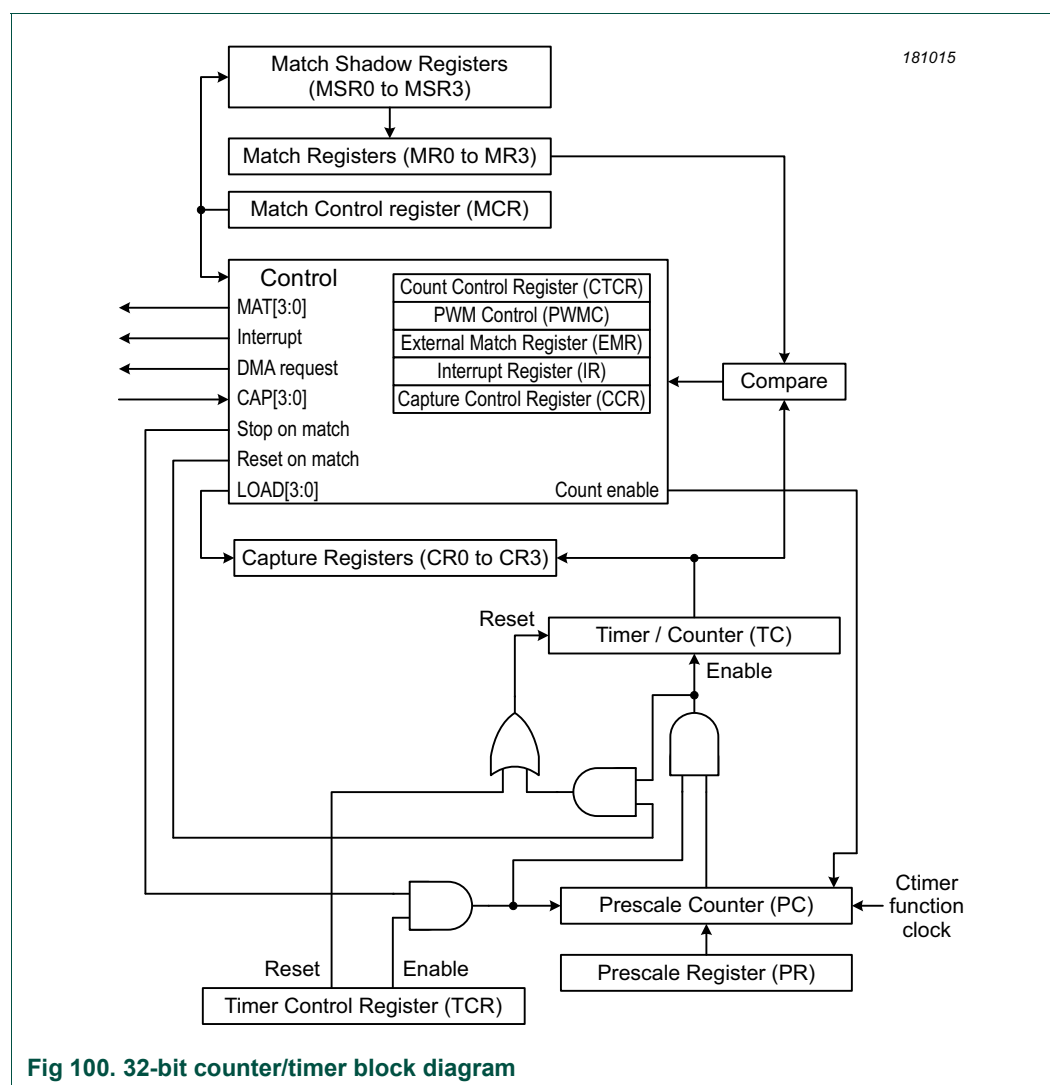 181015
Match Shadow Registers
(MSR0 to MSR3)
Match Registers (MR0 to MR3)
Match Control register (MCR)
Control
MAT[3:0]
Interrupt
DMA request
CAP[3:0]
Stop on match
Reset on match
LOAD[3:0]
Count Control Register (CTCR)
PWM Control (PWMC)
External Match Register (EMR)
Interrupt Register (IR)
Capture Control Register (CCR)
Count enable
Compare
Capture Registers (CR0 to CR3)
Reset
Timer / Counter (TC)
Enable
Prescale Counter (PC)
Ctimer
function
clock
Prescale Register (PR)
Reset
Enable
Timer Control Register (TCR)
Fig 100. 32-bit counter/timer block diagram